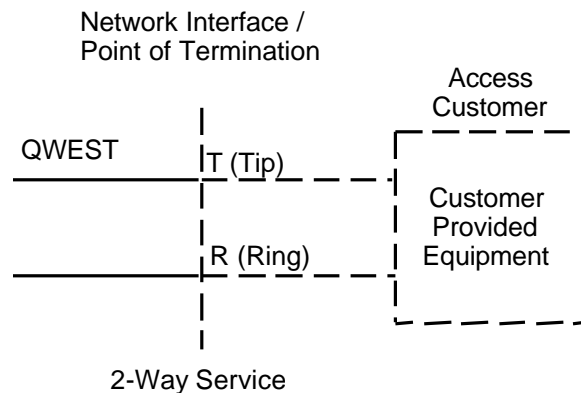 Network Interface /
Point of Termination
Access
Customer
QWEST
T (Tip)
Customer
Provided
Equipment
R (Ring)
2-Way Service